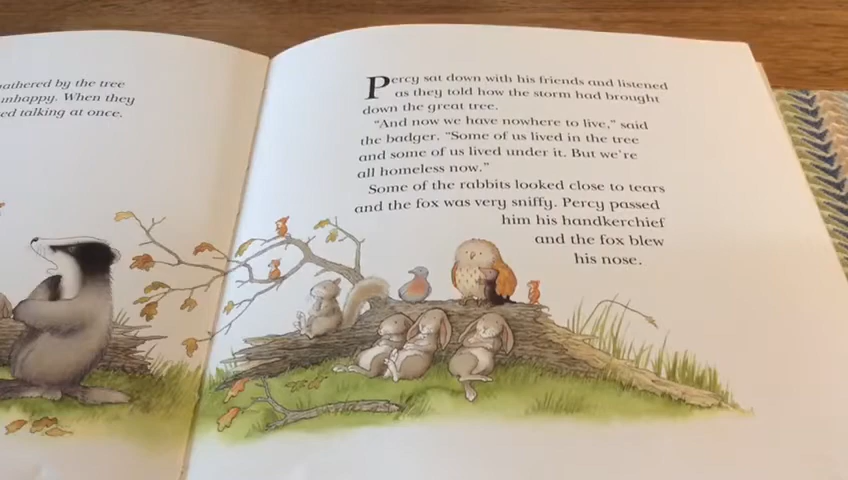 by the tree
When they
talking at once.
Percy sat down with his friends and listened
as they told how the storm had brought
down the great tree.
"And now we have nowhere to live," said
the badger. "Some of us lived in the tree
and some of us lived under it. But we're
all homeless now."
Some of the rabbits looked close to tears
and the fox was very sniffy. Percy passed
him his handkerchief
and the fox blew
his nose.